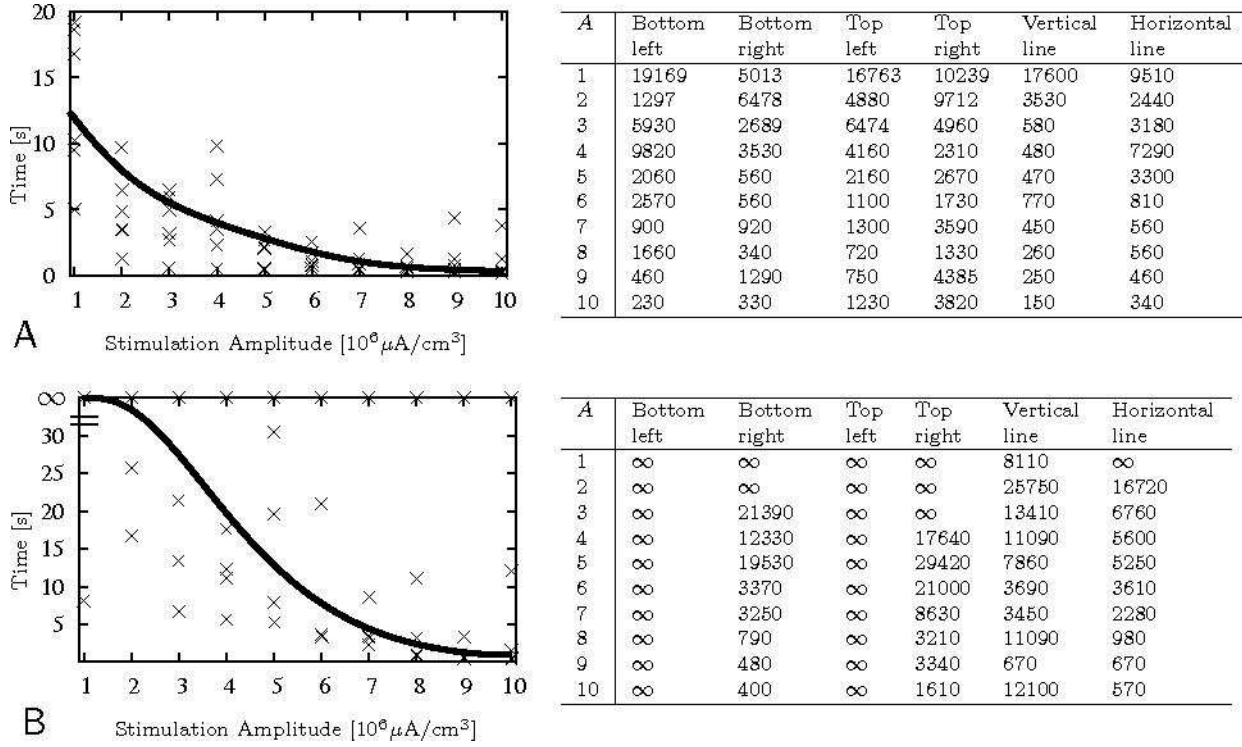 20
15
10
5
0
Time [s]
1 2 3 4 5 6 7 8 9 10
Stimulation Amplitude [10⁶µA/cm³]
A
A Bottom left Bottom right Top left Top right Vertical line Horizontal line
1 19169 5013 16763 10239 17600 9510
2 1297 6478 4880 9712 3530 2440
3 5930 2689 6474 4960 580 3180
4 9820 3530 4160 2310 480 7290
5 2060 560 2160 2670 470 3300
6 2570 560 1100 1730 770 810
7 900 920 1300 3590 450 560
8 1660 340 720 1330 260 560
9 460 1290 750 4385 250 460
10 230 330 1230 3820 150 340
∞
30
25
20
15
10
5
Time [s]
1 2 3 4 5 6 7 8 9 10
Stimulation Amplitude [10⁶µA/cm³]
B
A Bottom left Bottom right Top left Top right Vertical line Horizontal line
1 ∞ ∞ ∞ ∞ 8110 ∞
2 ∞ ∞ ∞ ∞ 25750 16720
3 ∞ 21390 ∞ ∞ 13410 6760
4 ∞ 12330 ∞ 17640 11090 5600
5 ∞ 19530 ∞ 29420 7860 5250
6 ∞ 3370 ∞ 21000 3690 3610
7 ∞ 3250 ∞ 8630 3450 2280
8 ∞ 790 ∞ 3210 11090 980
9 ∞ 480 ∞ 3340 670 670
10 ∞ 400 ∞ 1610 12100 570